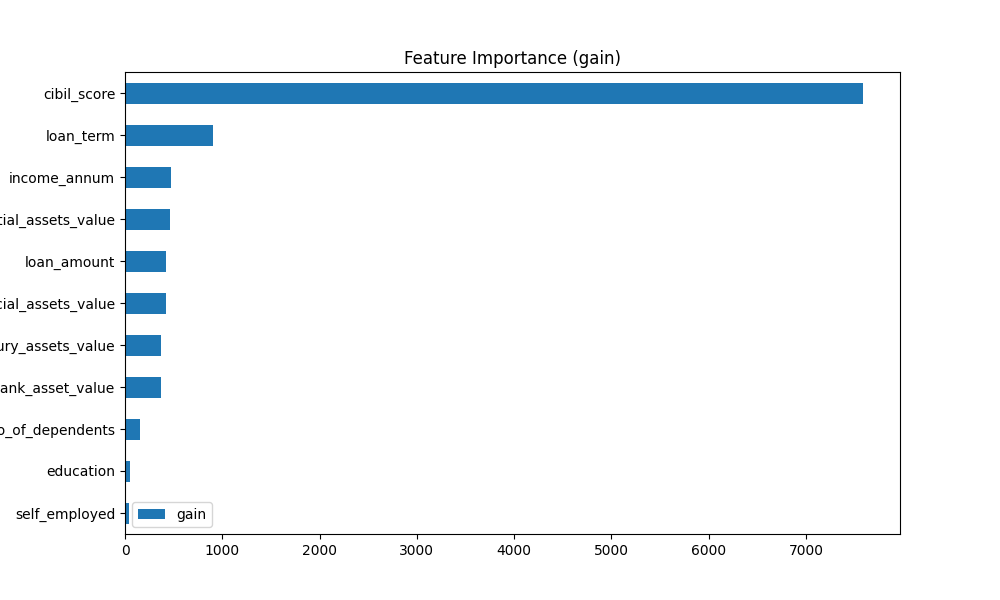 Feature Importance (gain)
cibil_score
loan_term
income_annum
tial_assets_value
loan_amount
cial_assets_value
ury_assets_value
ank_asset_value
o_of_dependents
education
self_employed
gain
0 1000 2000 3000 4000 5000 6000 7000